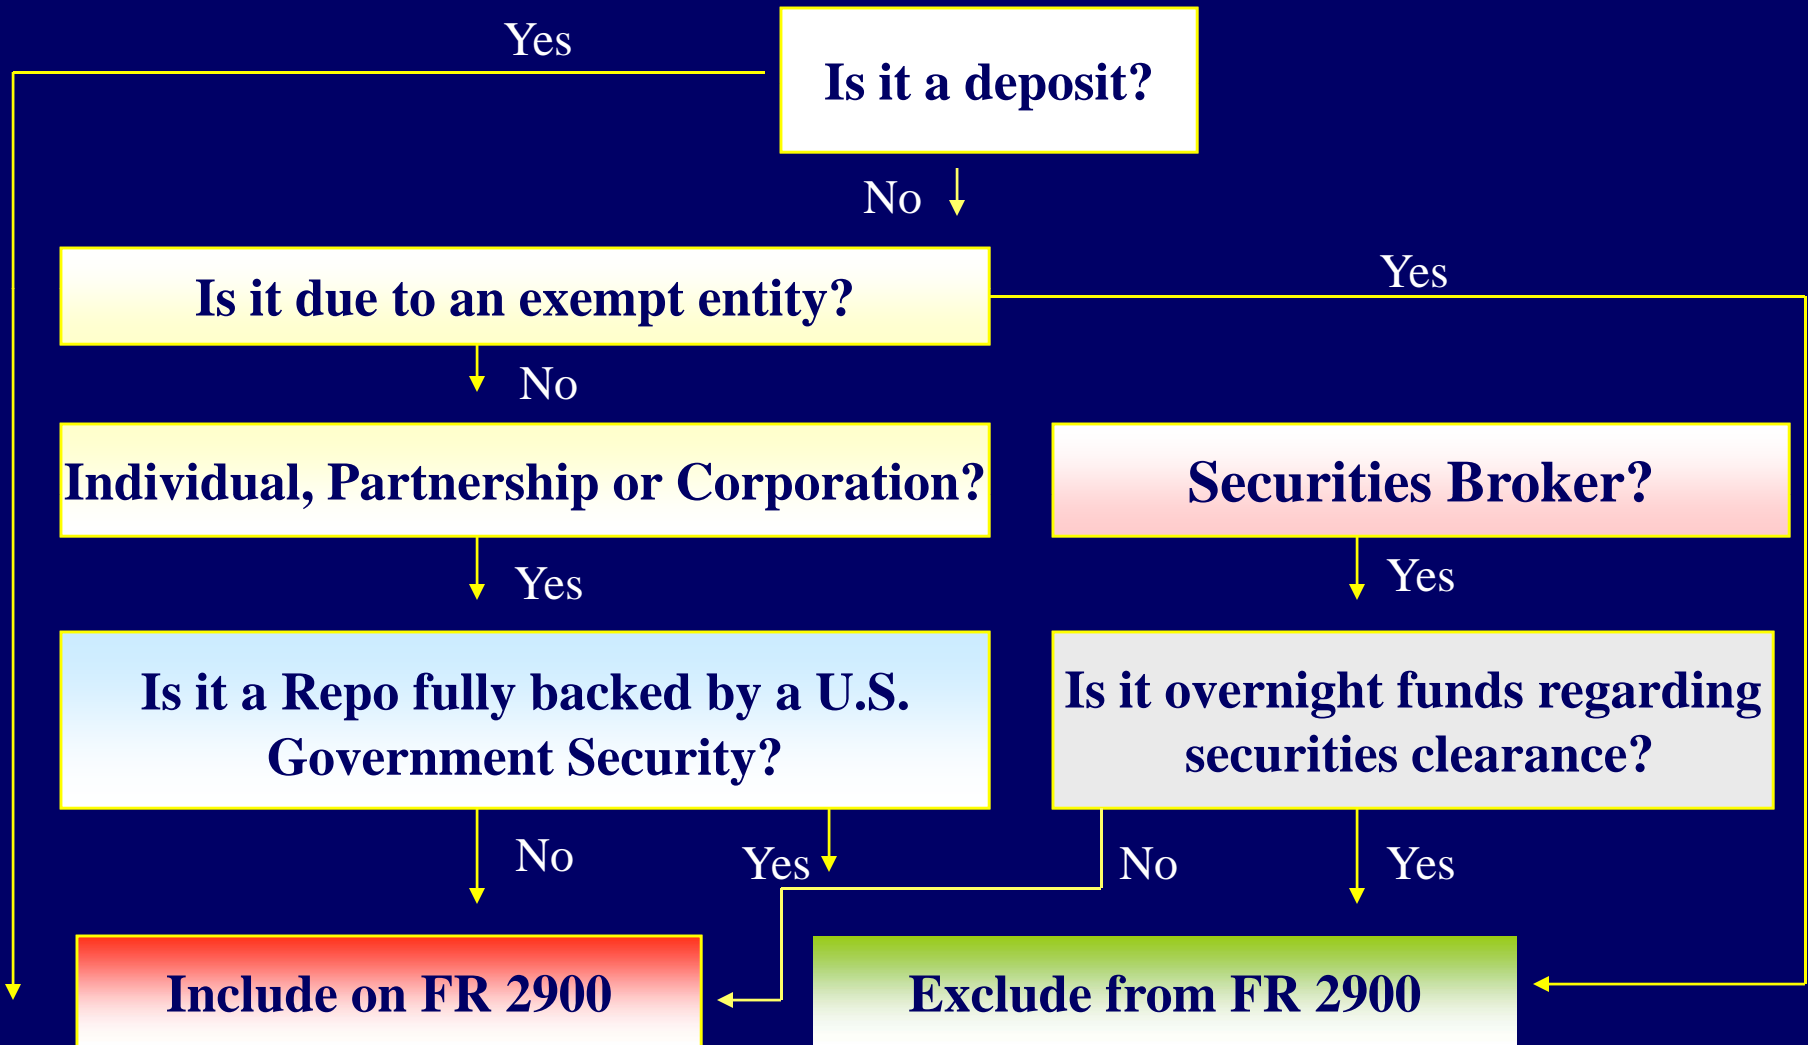 Yes
Is it a deposit?
No
Is it due to an exempt entity?
Yes
No
Individual, Partnership or Corporation?
Securities Broker?
Yes
Yes
Is it a Repo fully backed by a U.S.
Government Security?
Is it overnight funds regarding
securities clearance?
No
Yes
No
Yes
Include on FR 2900
Exclude from FR 2900